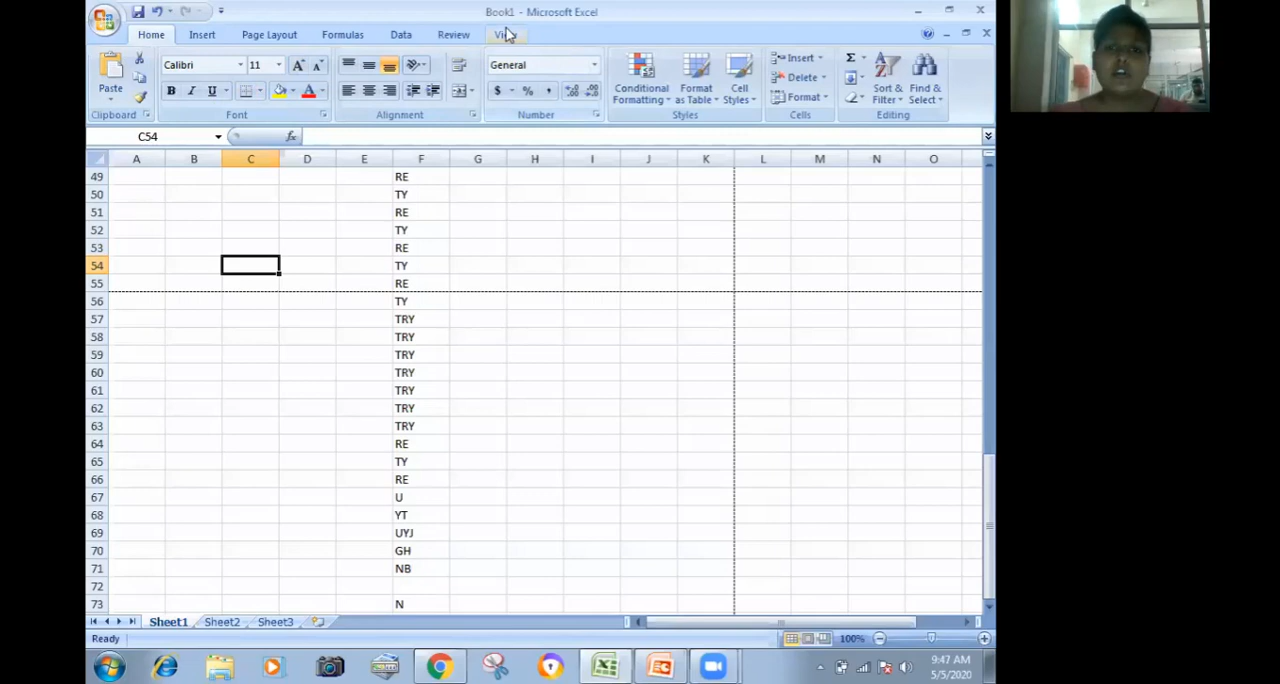 Book1 - Microsoft Excel
Home Insert Page Layout Formulas Data Review
Calibri 11 A A General
Paste B I U A $ % , .0 .00 Conditional Formatting Format as Table Cell Styles Insert Delete Format Σ Sort & Filter Find & Select
Clipboard Font Alignment Number Styles Cells Editing
C54 fx
A B C D E F G H I J K L M N O
49 RE
50 TY
51 RE
52 TY
53 RE
54 TY
55 RE
56 TY
57 TRY
58 TRY
59 TRY
60 TRY
61 TRY
62 TRY
63 TRY
64 RE
65 TY
66 RE
67 U
68 YT
69 UYJ
70 GH
71 NB
72
73 N
Sheet1 Sheet2 Sheet3
Ready 100%
9:47 AM
5/5/2020